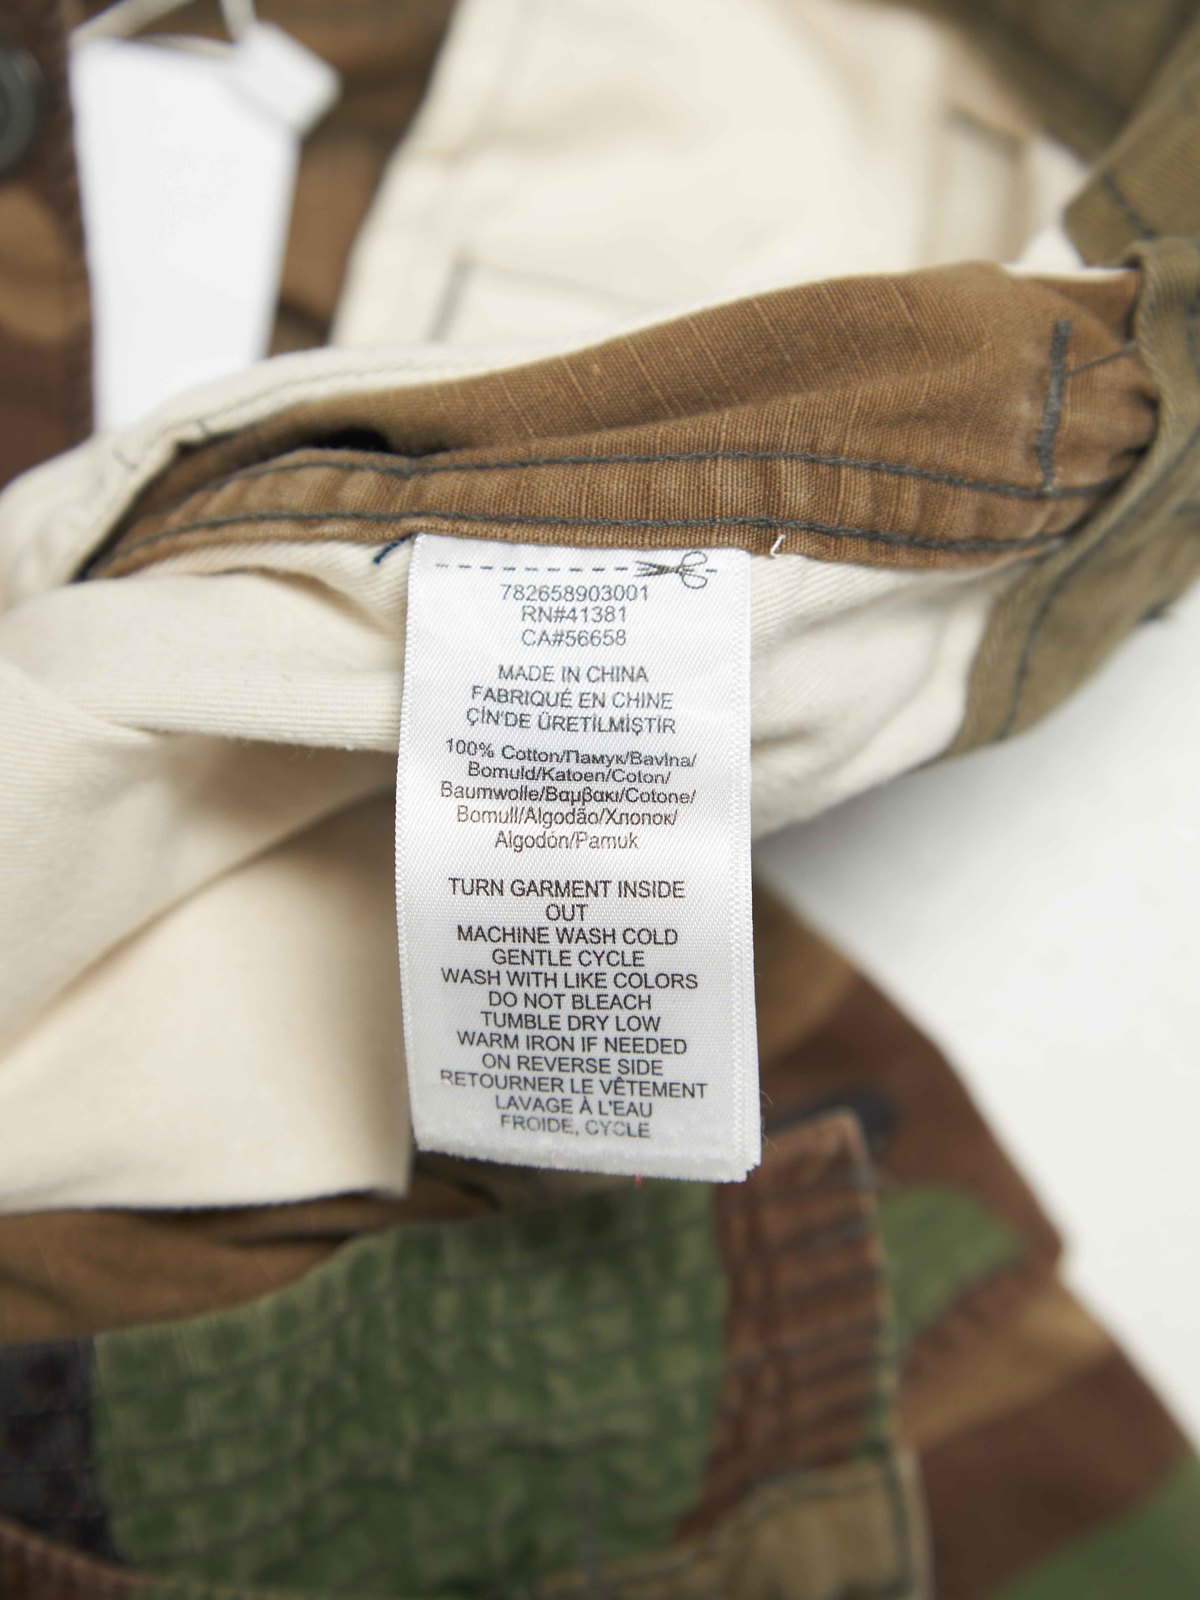 782658903001
RN#41381
CA#56658
MADE IN CHINA
FABRIQUÉ EN CHINE
ÇİN'DE ÜRETİLMİŞTİR
100% Cotton/Памук/Bavlna/
Bomuld/Katoen/Coton/
Baumwolle/Βαμβακι/Cotone/
Bomull/Algodão/Хлопок/
Algodón/Pamuk
TURN GARMENT INSIDE
OUT
MACHINE WASH COLD
GENTLE CYCLE
WASH WITH LIKE COLORS
DO NOT BLEACH
TUMBLE DRY LOW
WARM IRON IF NEEDED
ON REVERSE SIDE
RETOURNER LE VÊTEMENT
LAVAGE À L'EAU
FROIDE, CYCLE